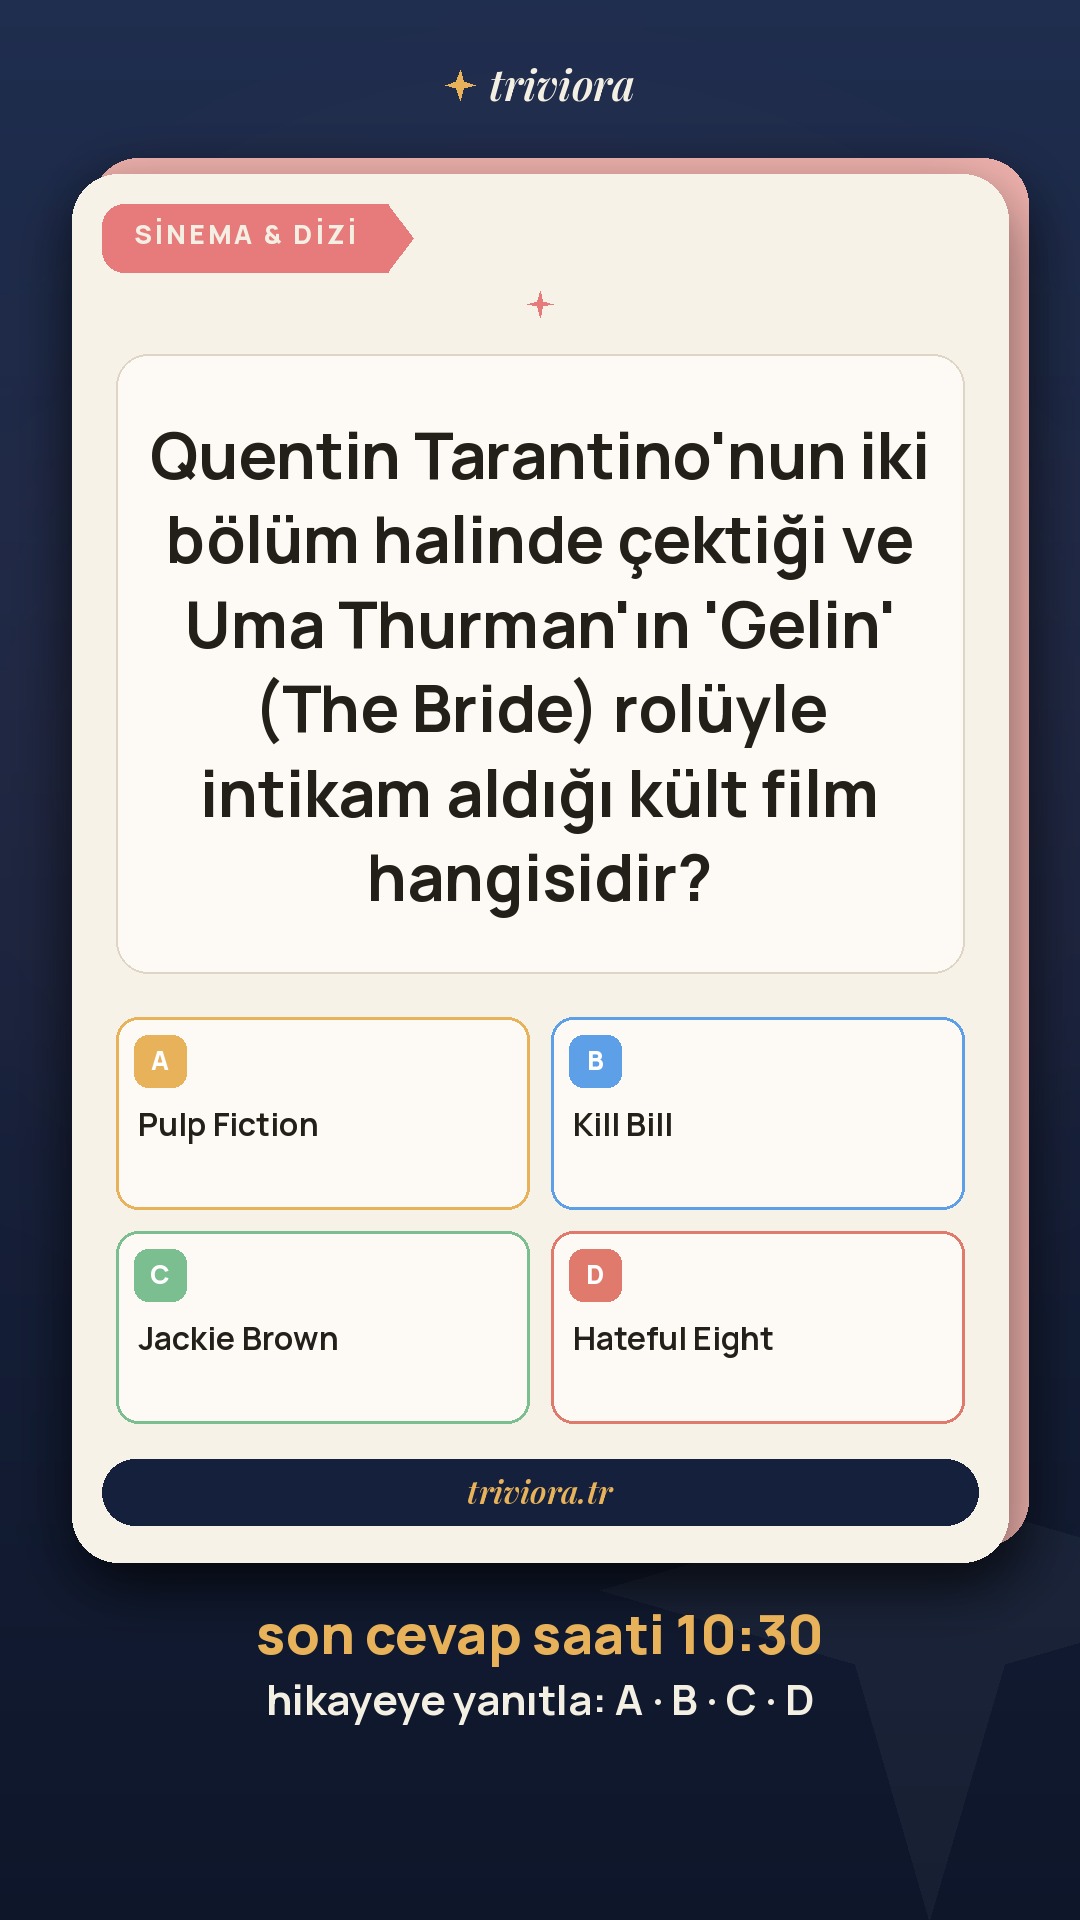 triviora
SİNEMA & DİZİ
Quentin Tarantino'nun iki
bölüm halinde çektiği ve
Uma Thurman'ın 'Gelin'
(The Bride) rolüyle
intikam aldığı kült film
hangisidir?
A
Pulp Fiction
B
Kill Bill
C
Jackie Brown
D
Hateful Eight
triviora.tr
son cevap saati 10:30
hikayeye yanıtla: A · B · C · D